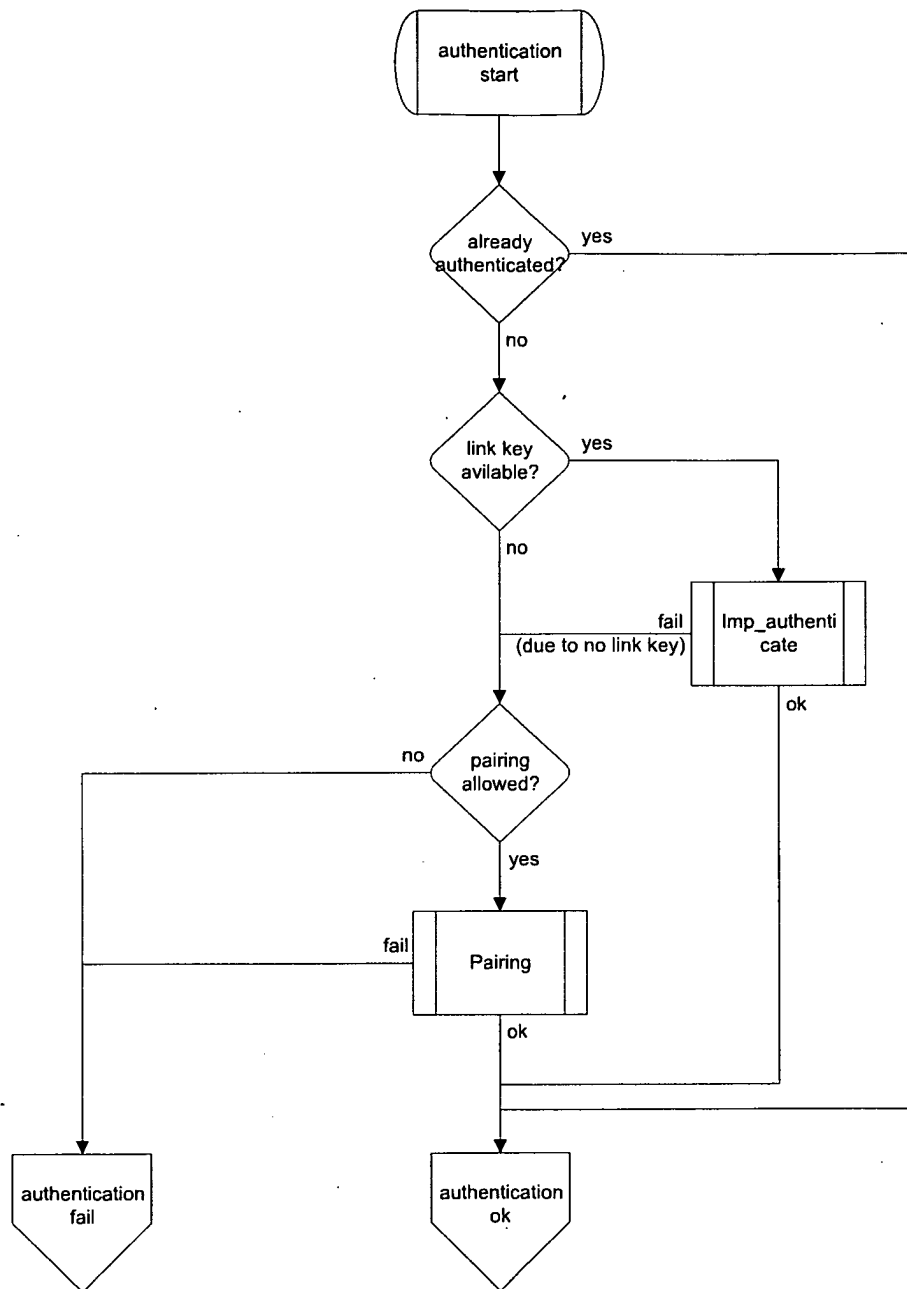 authentication
start
already
authenticated?
yes
no
link key
avilable?
yes
no
fail
(due to no link key)
lmp_authenti
cate
ok
no
pairing
allowed?
yes
fail
Pairing
ok
authentication
fail
authentication
ok